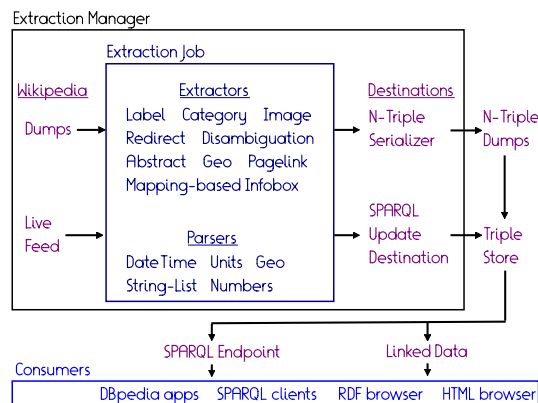 Extraction Manager
Extraction Job
Wikipedia
Dumps
Live
Feed
Extractors
Label Category Image
Redirect Disambiguation
Abstract Geo Pagelink
Mapping-based Infobox
Parsers
DateTime Units Geo
String-List Numbers
Destinations
N-Triple
Serializer
SPARQL
Update
Destination
N-Triple
Dumps
Triple
Store
SPARQL Endpoint
Linked Data
Consumers
DBpedia apps SPARQL clients RDF browser HTML browser